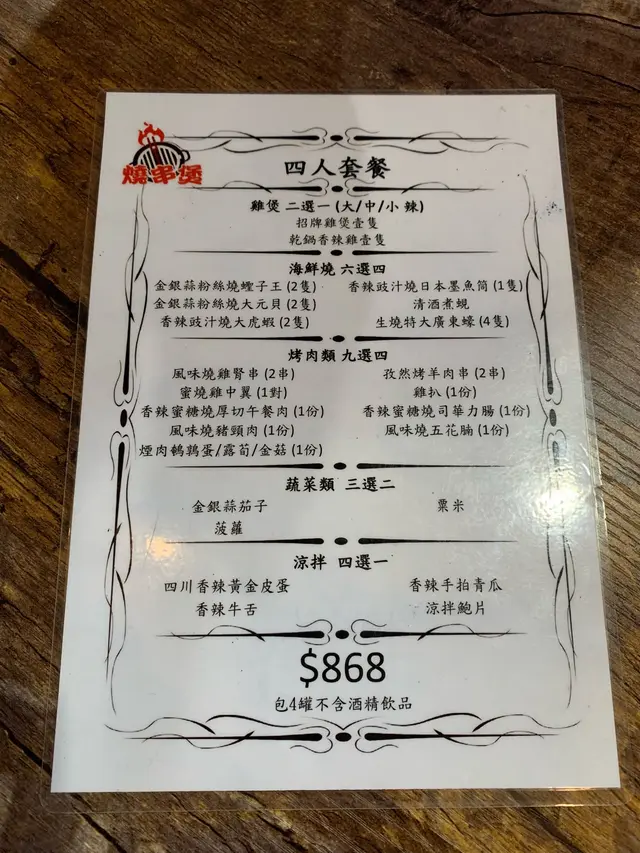 燒串煲
四人套餐
雞煲 二選一 (大/中/小 辣)
招牌雞煲壹隻
乾鍋香辣雞壹隻
海鮮燒 六選四
金銀蒜粉絲燒蟶子王 (2隻) 香辣豉汁燒日本墨魚筒 (1隻)
金銀蒜粉絲燒大元貝 (2隻) 清酒煮蜆
香辣豉汁燒大虎蝦 (2隻) 生燒特大廣東蠔 (4隻)
烤肉類 九選四
風味燒雞腎串 (2串) 孜然烤羊肉串 (2串)
蜜燒雞中翼 (1對) 雞扒 (1份)
香辣蜜糖燒厚切午餐肉 (1份) 香辣蜜糖燒司華力腸 (1份)
風味燒豬頸肉 (1份) 風味燒五花腩 (1份)
煙肉鵪鶉蛋/露荀/金菇 (1份)
蔬菜類 三選二
金銀蒜茄子 粟米
菠蘿
涼拌 四選一
四川香辣黃金皮蛋 香辣手拍青瓜
香辣牛舌 涼拌鮑片
$868
包4罐不含酒精飲品